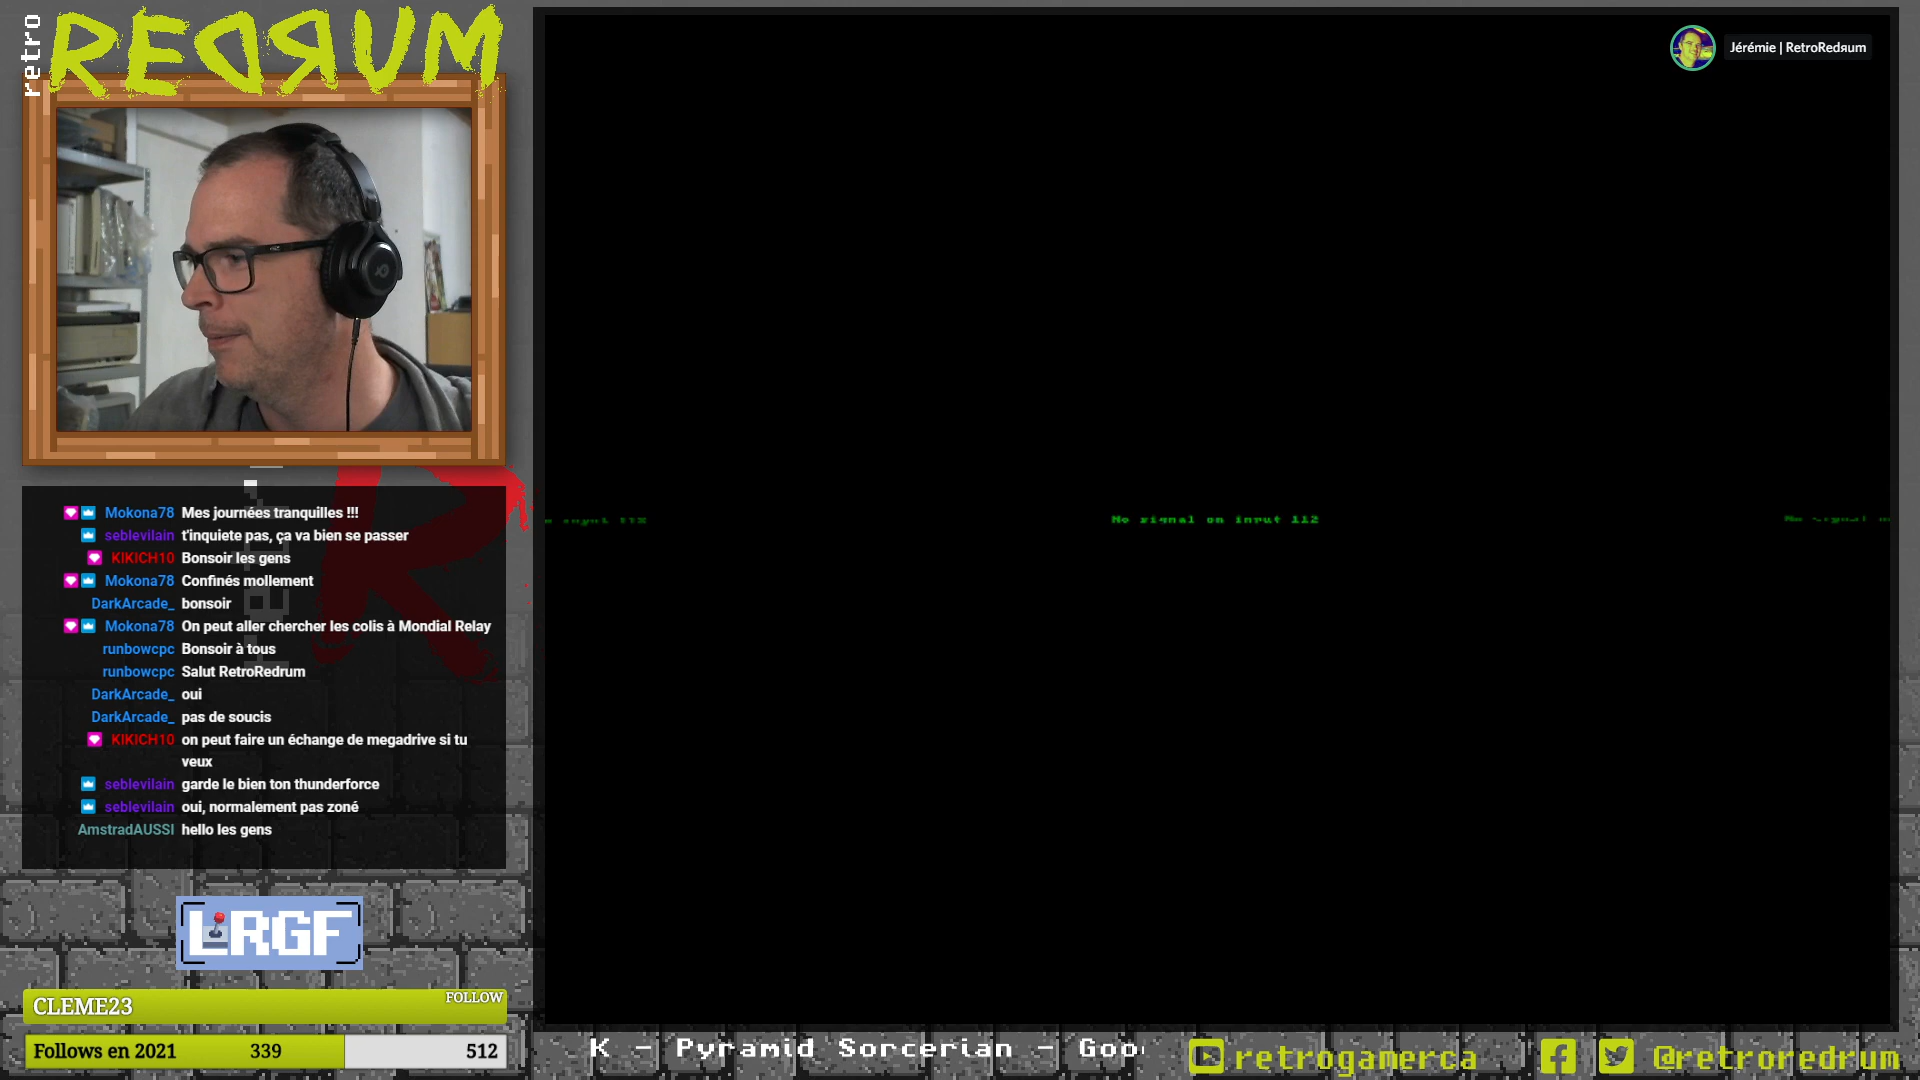 retro
REDRUM
Jérémie | RetroRedяum
No signal on input 112
Mokona78 Mes journées tranquilles !!!
seblevilain t'inquiete pas, ça va bien se passer
KIKICH10 Bonsoir les gens
Mokona78 Confinés mollement
DarkArcade_ bonsoir
Mokona78 On peut aller chercher les colis à Mondial Relay
runbowcpc Bonsoir à tous
runbowcpc Salut RetroRedrum
DarkArcade_ oui
DarkArcade_ pas de soucis
KIKICH10 on peut faire un échange de megadrive si tu
veux
seblevilain garde le bien ton thunderforce
seblevilain oui, normalement pas zoné
AmstradAUSSI hello les gens
LRGF
CLEME23 FOLLOW
Follows en 2021 339 512
K - Pyramid Sorcerian - Goo
retrogamerca
@retroredrum